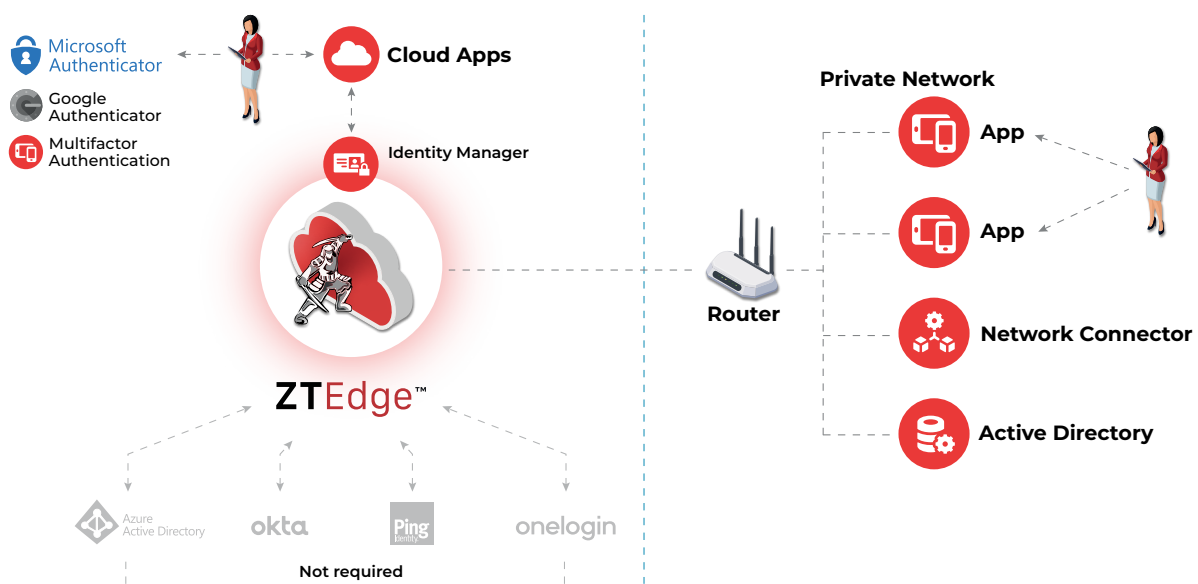 Microsoft
Authenticator
Google
Authenticator
Multifactor
Authentication
Cloud Apps
Identity Manager
ZTEdge™
Azure
Active Directory
okta
Ping
Identity.
onelogin
Not required
Private Network
App
App
Router
Network Connector
Active Directory